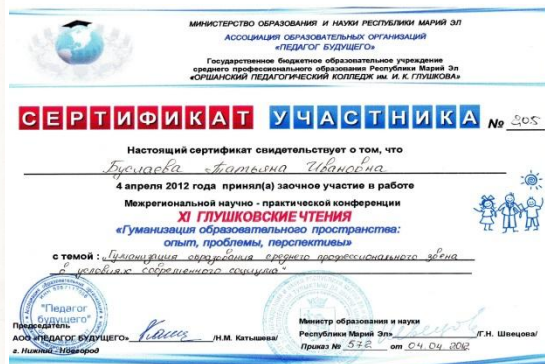 МИНИСТЕРСТВО ОБРАЗОВАНИЯ И НАУКИ РЕСПУБЛИКИ МАРИЙ ЭЛ
АССОЦИАЦИЯ ОБРАЗОВАТЕЛЬНЫХ ОРГАНИЗАЦИЙ
«ПЕДАГОГ БУДУЩЕГО»
Государственное бюджетное образовательное учреждение
среднего профессионального образования Республики Марий Эл
«ОРШАНСКИЙ ПЕДАГОГИЧЕСКИЙ КОЛЛЕДЖ им. И. К. ГЛУШКОВА»
СЕРТИФИКАТ УЧАСТНИКА № 205
Настоящий сертификат свидетельствует о том, что
Буслаева Татьяна Ивановна
4 апреля 2012 года принял(а) заочное участие в работе
Межрегиональной научно - практической конференции
XI ГЛУШКОВСКИЕ ЧТЕНИЯ
«Гуманизация образовательного пространства:
опыт, проблемы, перспективы»
с темой : „Гуманизация образования среднего профессионального звена
в условиях современного социума"
"Педагог
будущего"
Председатель
АОО «ПЕДАГОГ БУДУЩЕГО» /Н.М. Катышева/
г. Нижний - Новгород
Министр образования и науки
Республики Марий Эл» /Г.Н. Швецова/
Приказ № 572 от 04.04.2012